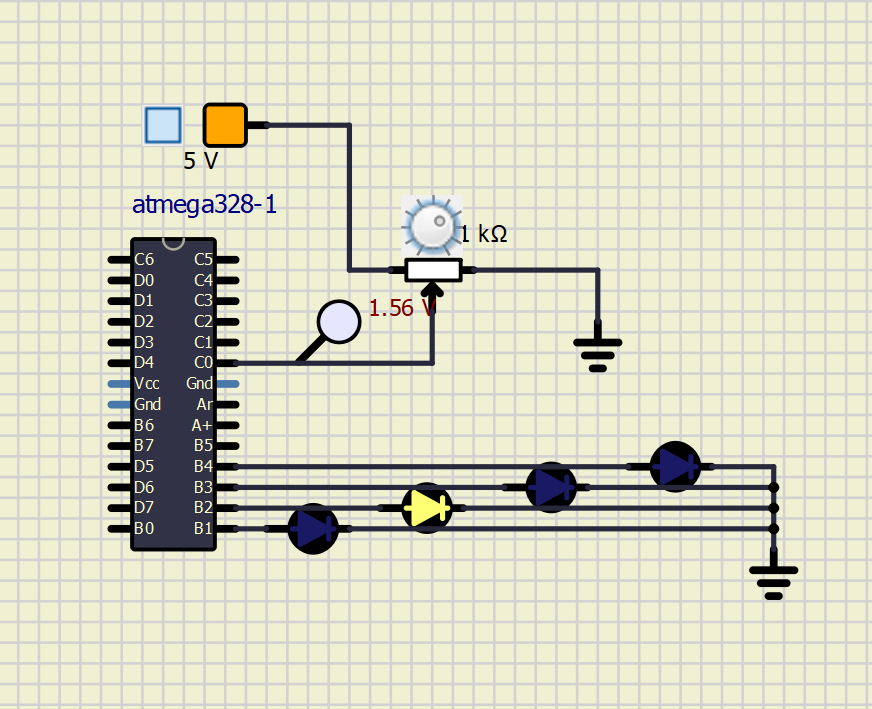 5 V
atmega328-1
1 kΩ
1.56 V
C6 C5
D0 C4
D1 C3
D2 C2
D3 C1
D4 C0
Vcc Gnd
Gnd Ar
B6 A+
B7 B5
D5 B4
D6 B3
D7 B2
B0 B1